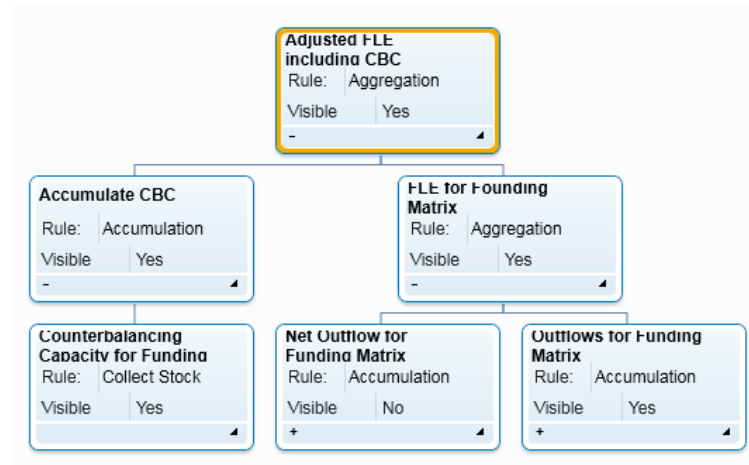 Adjusted FLE
including CBC
Rule: Aggregation
Visible Yes
-
Accumulate CBC
Rule: Accumulation
Visible Yes
-
FLE for Founding
Matrix
Rule: Aggregation
Visible Yes
-
Counterbalancing
Capacity for Funding
Rule: Collect Stock
Visible Yes
Net Outflow for
Funding Matrix
Rule: Accumulation
Visible No
+
Outflows for Funding
Matrix
Rule: Accumulation
Visible Yes
+